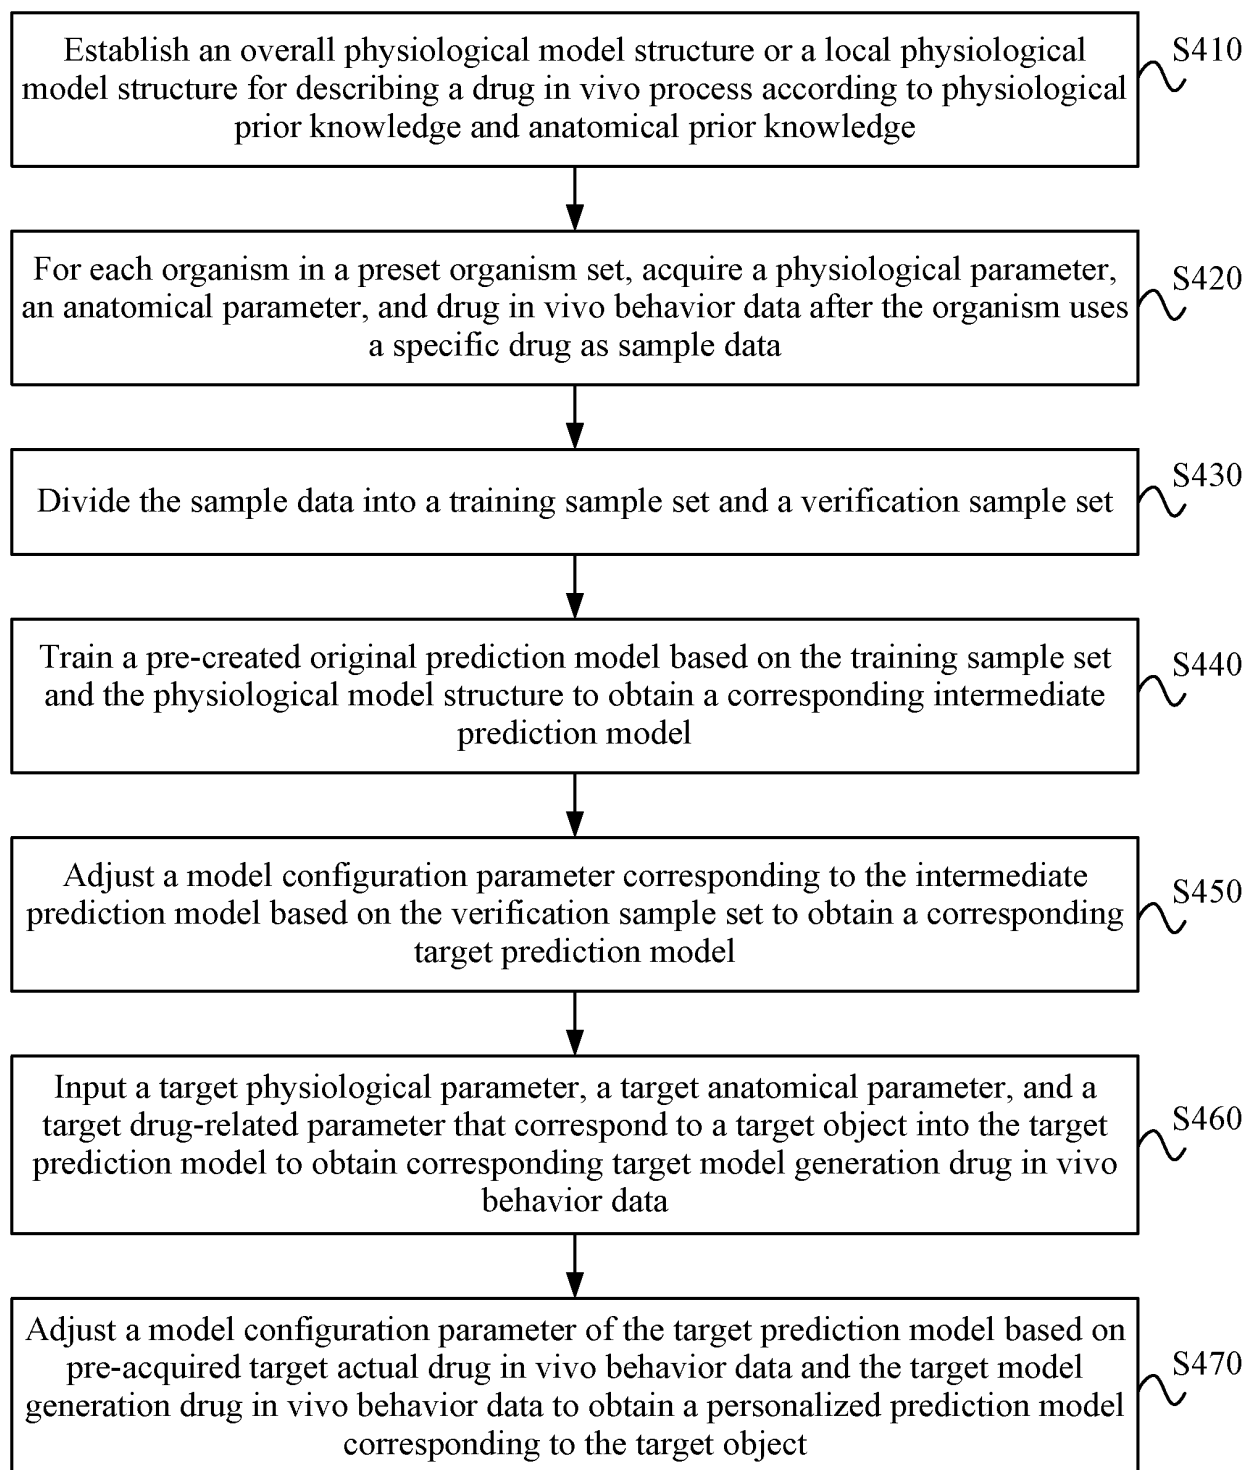 Establish an overall physiological model structure or a local physiological
model structure for describing a drug in vivo process according to physiological
prior knowledge and anatomical prior knowledge
S410
For each organism in a preset organism set, acquire a physiological parameter,
an anatomical parameter, and drug in vivo behavior data after the organism uses
a specific drug as sample data
S420
Divide the sample data into a training sample set and a verification sample set
S430
Train a pre-created original prediction model based on the training sample set
and the physiological model structure to obtain a corresponding intermediate
prediction model
S440
Adjust a model configuration parameter corresponding to the intermediate
prediction model based on the verification sample set to obtain a corresponding
target prediction model
S450
Input a target physiological parameter, a target anatomical parameter, and a
target drug-related parameter that correspond to a target object into the target
prediction model to obtain corresponding target model generation drug in vivo
behavior data
S460
Adjust a model configuration parameter of the target prediction model based on
pre-acquired target actual drug in vivo behavior data and the target model
generation drug in vivo behavior data to obtain a personalized prediction model
corresponding to the target object
S470